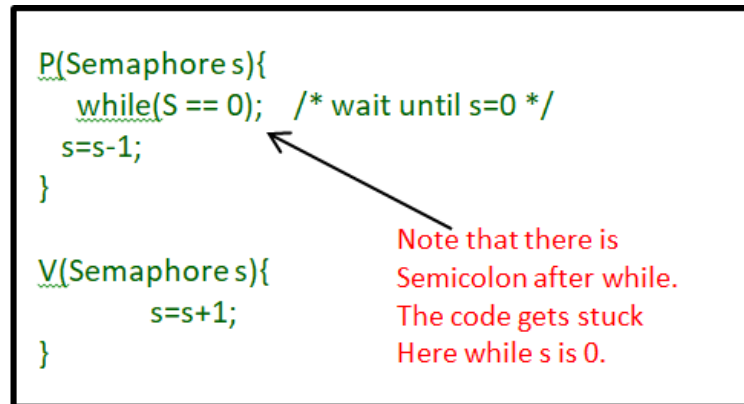 P(Semaphore s){
while(S == 0); /* wait until s=0 */
s=s-1;
}
Note that there is
Semicolon after while.
The code gets stuck
Here while s is 0.
V(Semaphore s){
s=s+1;
}